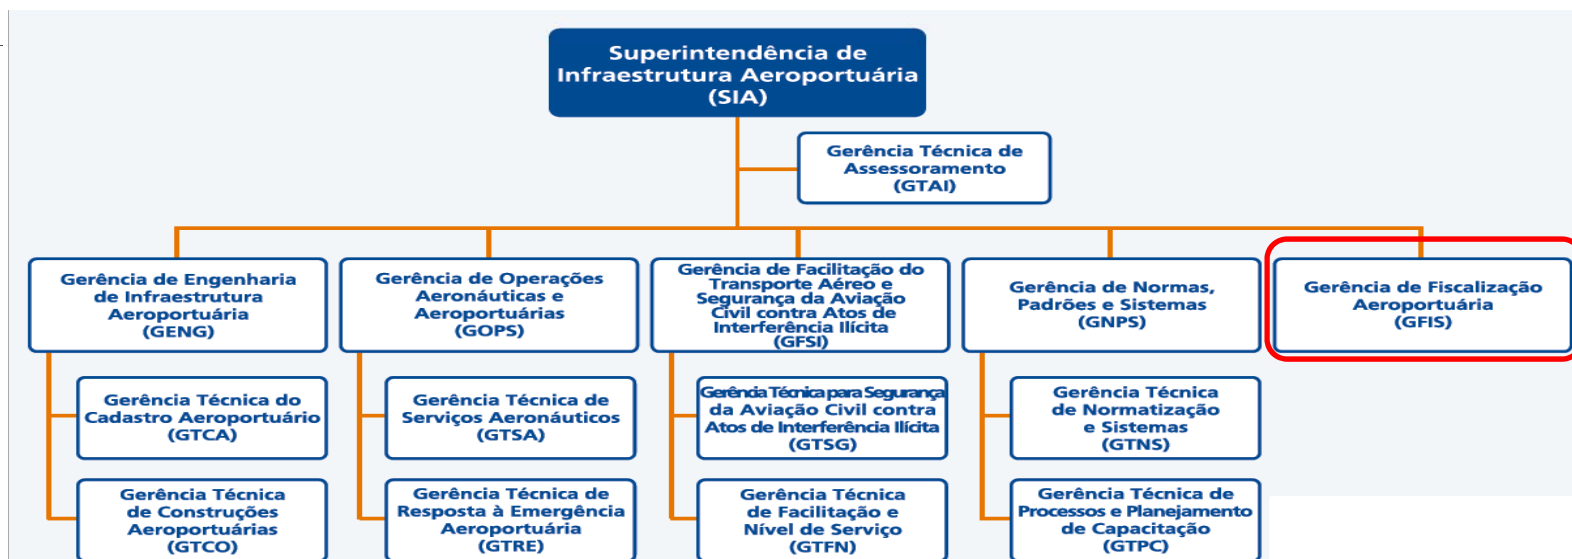 Superintendência de
Infraestrutura Aeroportuária
(SIA)
Gerência Técnica de
Assessoramento
(GTAI)
Gerência de Engenharia
de Infraestrutura
Aeroportuária
(GENG)
Gerência de Operações
Aeronáuticas e
Aeroportuárias
(GOPS)
Gerência de Facilitação do
Transporte Aéreo e
Segurança da Aviação
Civil contra Atos de
Interferência Ilícita
(GFSI)
Gerência de Normas,
Padrões e Sistemas
(GNPS)
Gerência de Fiscalização
Aeroportuária
(GFIS)
Gerência Técnica do
Cadastro Aeroportuário
(GTCA)
Gerência Técnica de
Serviços Aeronáuticos
(GTSA)
Gerência Técnica para Segurança
da Aviação Civil contra
Atos de Interferência Ilícita
(GTSG)
Gerência Técnica
de Normatização
e Sistemas
(GTNS)
Gerência Técnica
de Construções
Aeroportuárias
(GTCO)
Gerência Técnica de
Resposta à Emergência
Aeroportuária
(GTRE)
Gerência Técnica
de Facilitação e
Nível de Serviço
(GTFN)
Gerência Técnica de
Processos e Planejamento
de Capacitação
(GTPC)